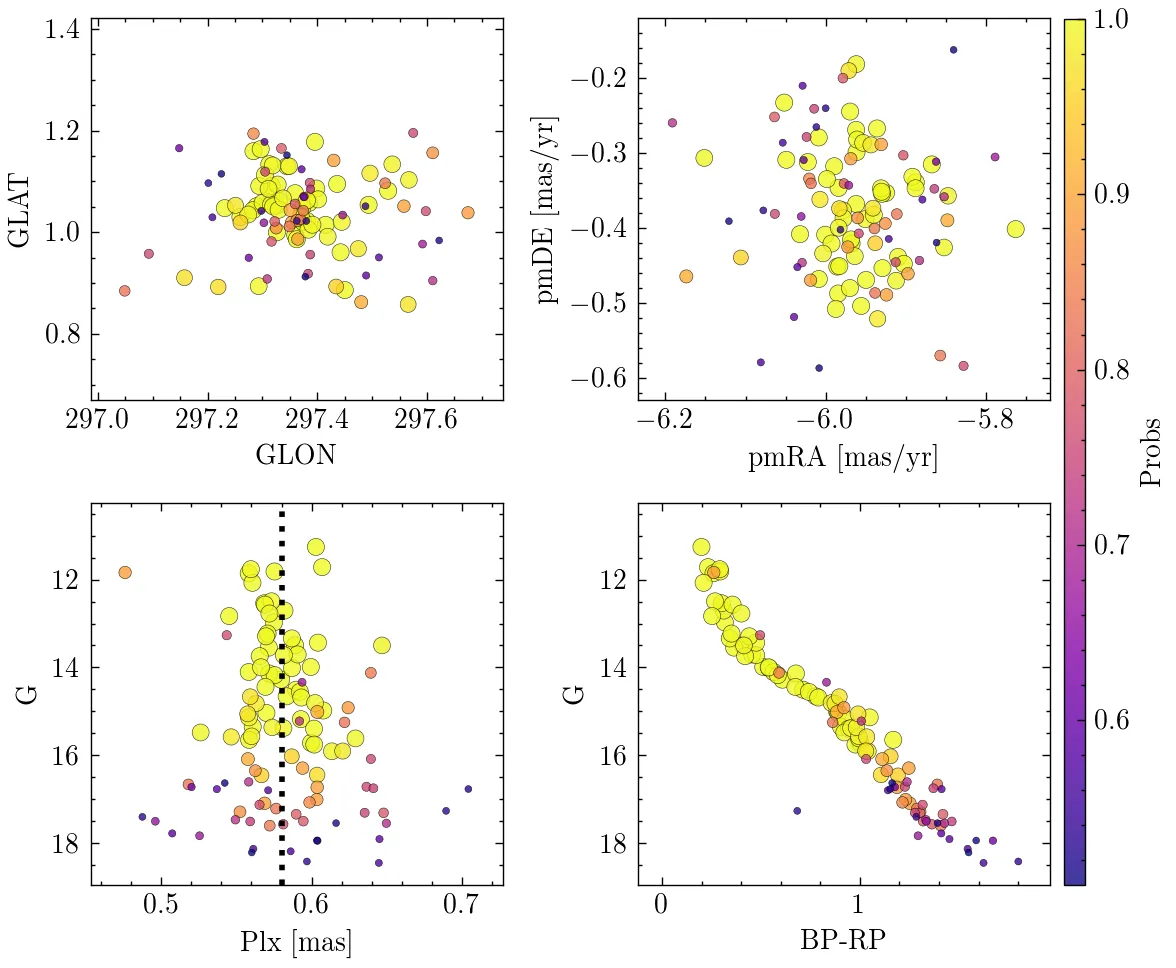 1.4
1.2
1.0
0.8
GLAT
297.0 297.2 297.4 297.6
GLON
−0.2
−0.3
−0.4
−0.5
−0.6
pmDE [mas/yr]
−6.2 −6.0 −5.8
pmRA [mas/yr]
12
14
16
18
G
0.5 0.6 0.7
Plx [mas]
12
14
16
18
G
0 1
BP-RP
1.0
0.9
0.8
0.7
0.6
Probs